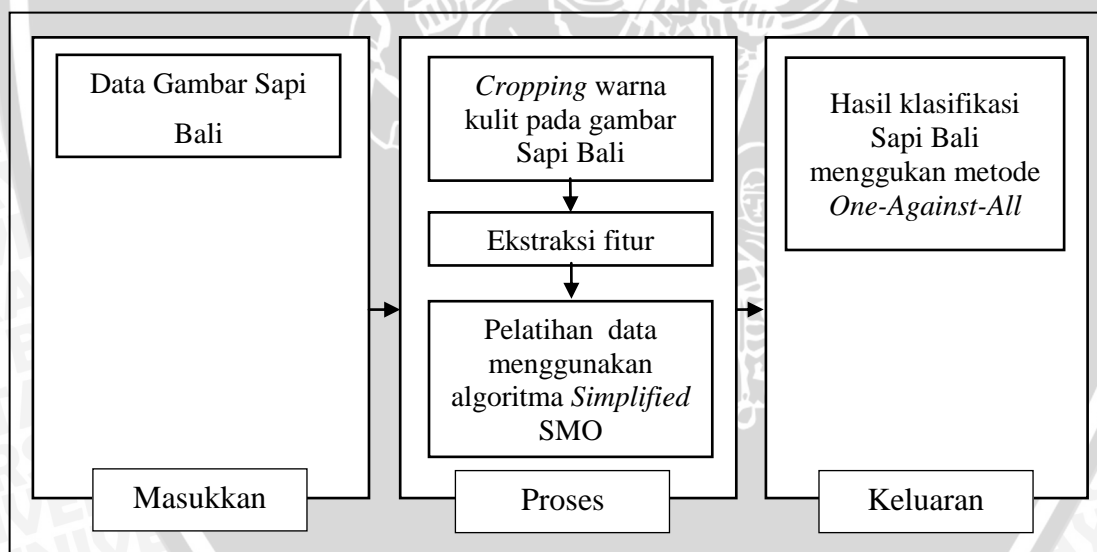 Data Gambar Sapi
Bali
Masukkan
Cropping warna
kulit pada gambar
Sapi Bali
Ekstraksi fitur
Pelatihan data
menggunakan
algoritma Simplified
SMO
Proses
Hasil klasifikasi
Sapi Bali
menggukan metode
One-Against-All
Keluaran